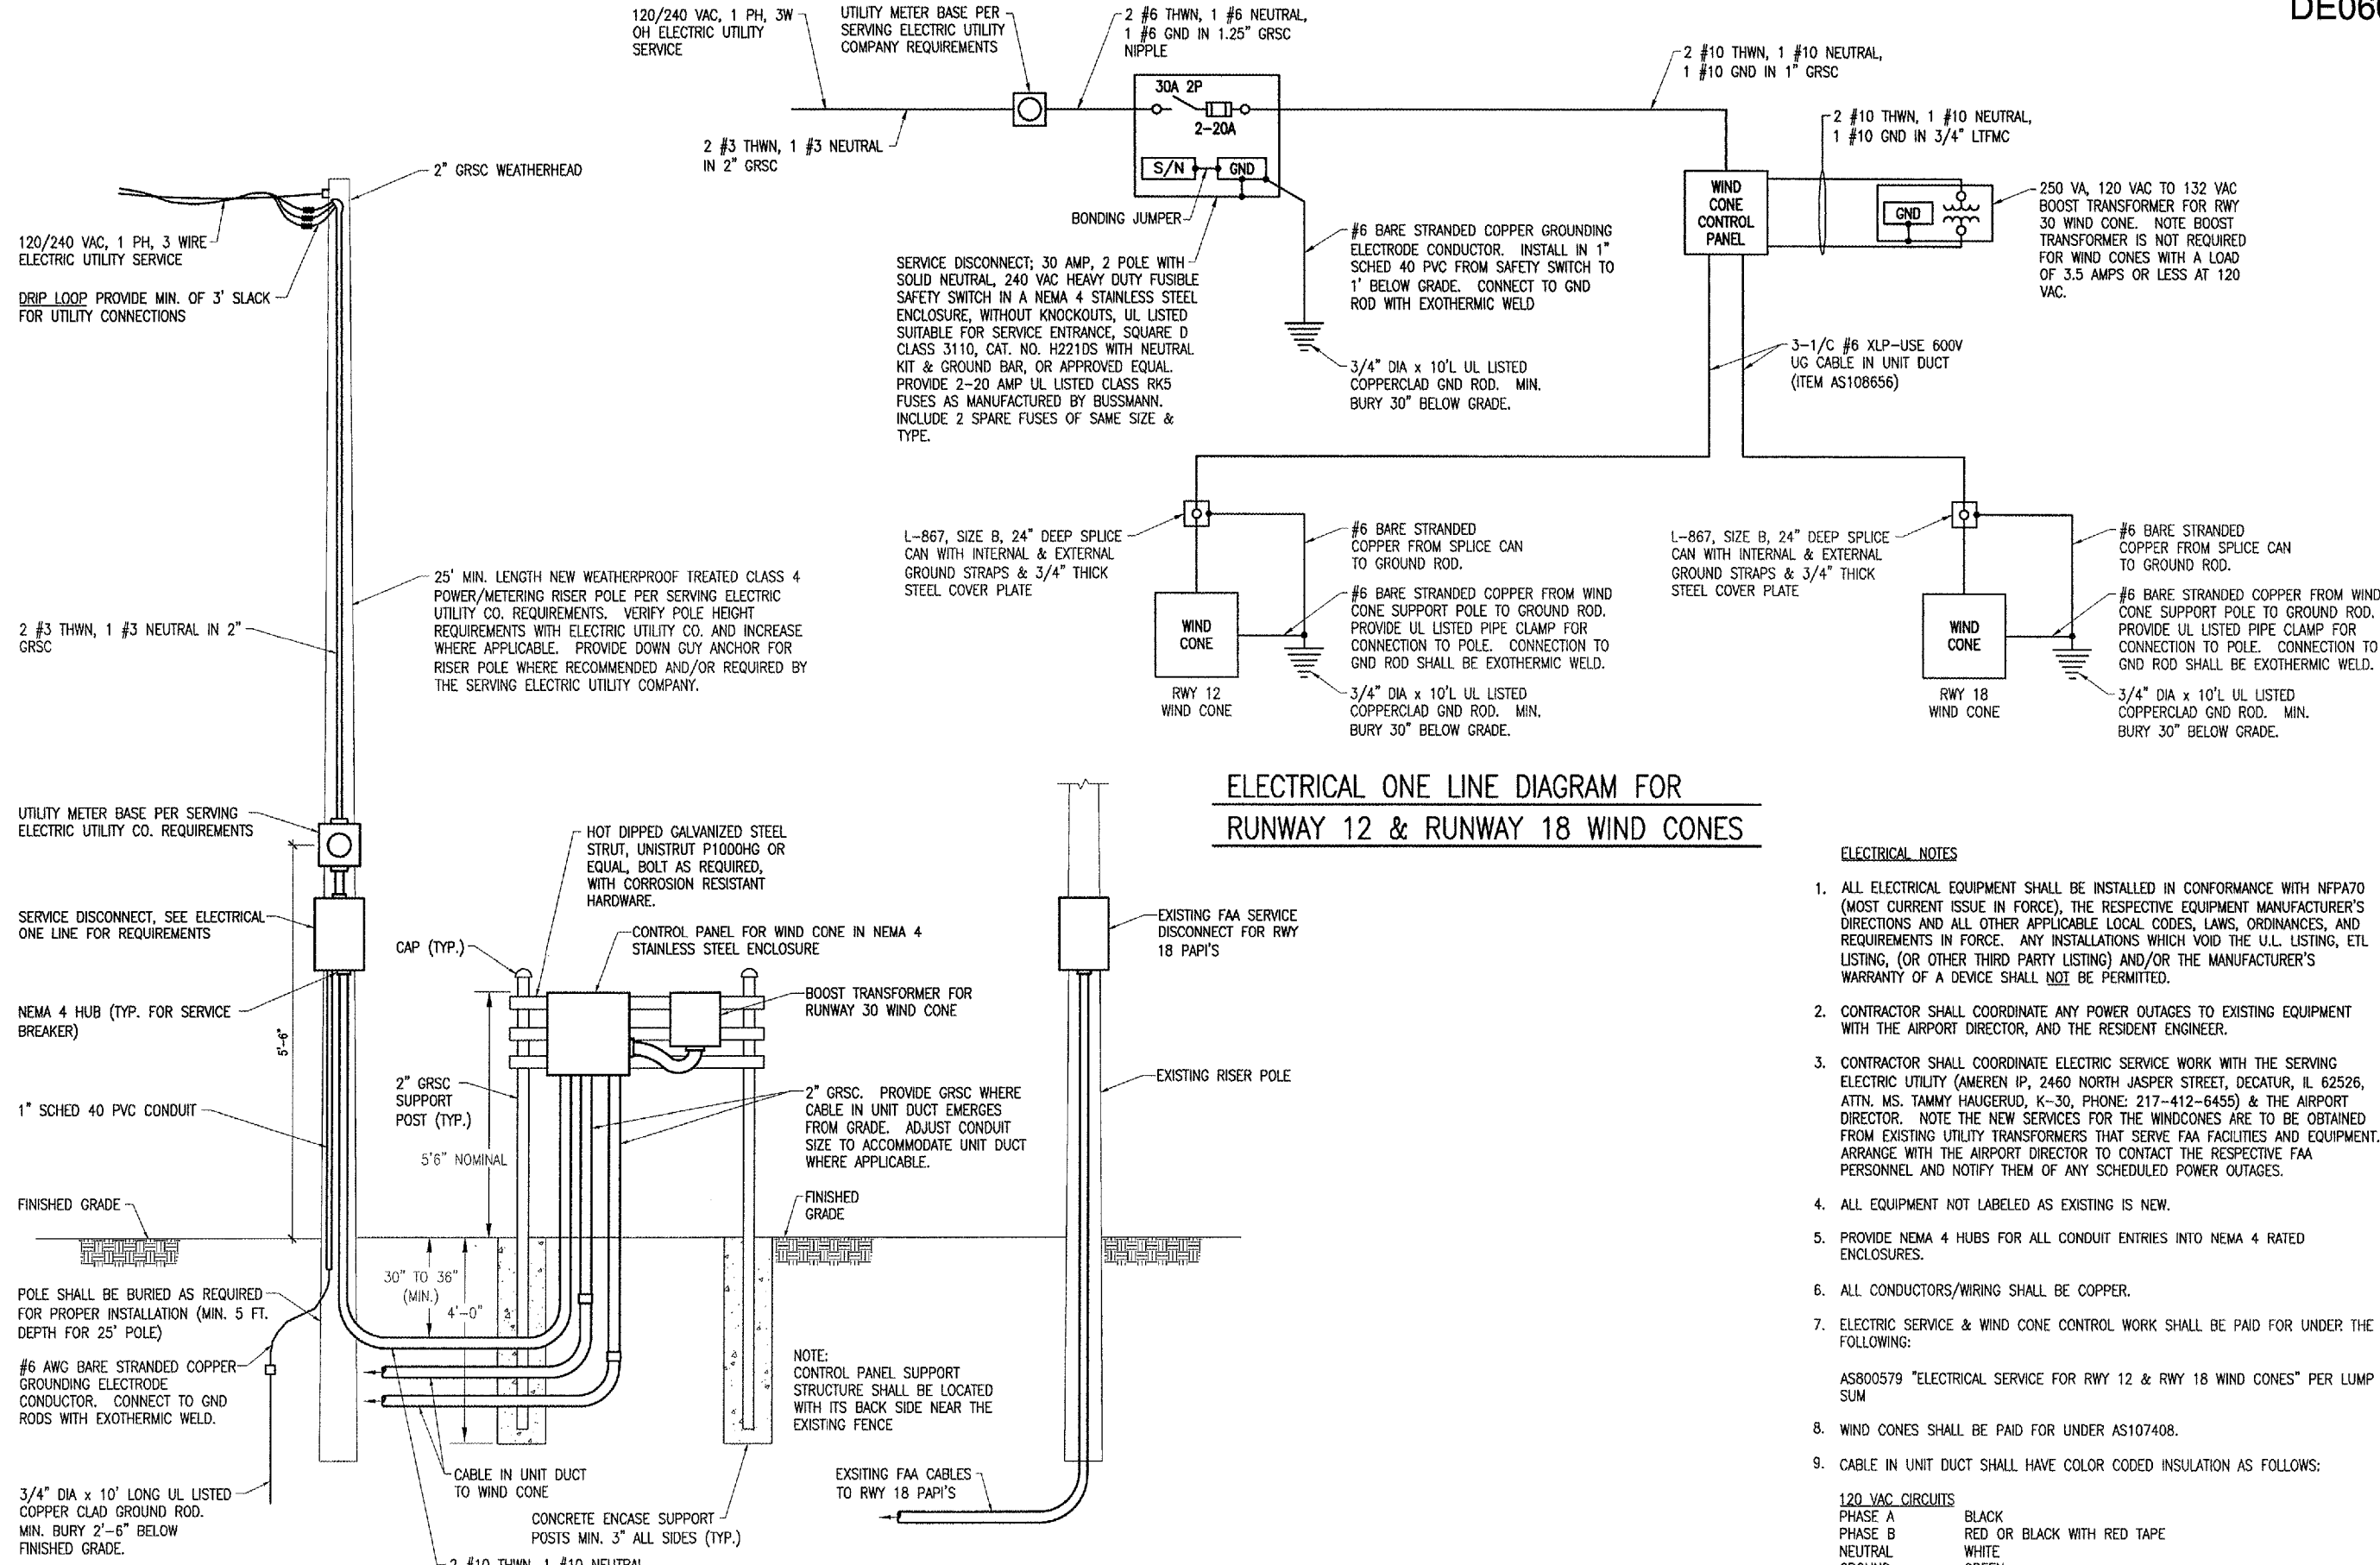 DE060
120/240 VAC, 1 PH, 3W
OH ELECTRIC UTILITY
SERVICE
UTILITY METER BASE PER
SERVING ELECTRIC UTILITY
COMPANY REQUIREMENTS
2 #6 THWN, 1 #6 NEUTRAL,
1 #6 GND IN 1.25" GRSC
NIPPLE
2 #10 THWN, 1 #10 NEUTRAL,
1 #10 GND IN 1" GRSC
30A 2P
2-20A
S/N
GND
2 #3 THWN, 1 #3 NEUTRAL
IN 2" GRSC
BONDING JUMPER
2 #10 THWN, 1 #10 NEUTRAL,
1 #10 GND IN 3/4" LTFMC
WIND
CONE
CONTROL
PANEL
GND
250 VA, 120 VAC TO 132 VAC
BOOST TRANSFORMER FOR RWY
30 WIND CONE. NOTE BOOST
TRANSFORMER IS NOT REQUIRED
FOR WIND CONES WITH A LOAD
OF 3.5 AMPS OR LESS AT 120
VAC.
SERVICE DISCONNECT; 30 AMP, 2 POLE WITH
SOLID NEUTRAL, 240 VAC HEAVY DUTY FUSIBLE
SAFETY SWITCH IN A NEMA 4 STAINLESS STEEL
ENCLOSURE, WITHOUT KNOCKOUTS, UL LISTED
SUITABLE FOR SERVICE ENTRANCE, SQUARE D
CLASS 3110, CAT. NO. H221DS WITH NEUTRAL
KIT & GROUND BAR, OR APPROVED EQUAL.
PROVIDE 2-20 AMP UL LISTED CLASS RK5
FUSES AS MANUFACTURED BY BUSSMANN.
INCLUDE 2 SPARE FUSES OF SAME SIZE &
TYPE.
#6 BARE STRANDED COPPER GROUNDING
ELECTRODE CONDUCTOR. INSTALL IN 1"
SCHED 40 PVC FROM SAFETY SWITCH TO
1' BELOW GRADE. CONNECT TO GND
ROD WITH EXOTHERMIC WELD
3/4" DIA x 10'L UL LISTED
COPPERCLAD GND ROD. MIN.
BURY 30" BELOW GRADE.
3-1/C #6 XLP-USE 600V
UG CABLE IN UNIT DUCT
(ITEM AS108656)
L-867, SIZE B, 24" DEEP SPLICE
CAN WITH INTERNAL & EXTERNAL
GROUND STRAPS & 3/4" THICK
STEEL COVER PLATE
WIND
CONE
RWY 12
WIND CONE
#6 BARE STRANDED
COPPER FROM SPLICE CAN
TO GROUND ROD.
#6 BARE STRANDED COPPER FROM WIND
CONE SUPPORT POLE TO GROUND ROD.
PROVIDE UL LISTED PIPE CLAMP FOR
CONNECTION TO POLE. CONNECTION TO
GND ROD SHALL BE EXOTHERMIC WELD.
3/4" DIA x 10'L UL LISTED
COPPERCLAD GND ROD. MIN.
BURY 30" BELOW GRADE.
L-867, SIZE B, 24" DEEP SPLICE
CAN WITH INTERNAL & EXTERNAL
GROUND STRAPS & 3/4" THICK
STEEL COVER PLATE
WIND
CONE
RWY 18
WIND CONE
#6 BARE STRANDED
COPPER FROM SPLICE CAN
TO GROUND ROD.
#6 BARE STRANDED COPPER FROM WIND
CONE SUPPORT POLE TO GROUND ROD.
PROVIDE UL LISTED PIPE CLAMP FOR
CONNECTION TO POLE. CONNECTION TO
GND ROD SHALL BE EXOTHERMIC WELD.
3/4" DIA x 10'L UL LISTED
COPPERCLAD GND ROD. MIN.
BURY 30" BELOW GRADE.
ELECTRICAL ONE LINE DIAGRAM FOR
RUNWAY 12 & RUNWAY 18 WIND CONES
2" GRSC WEATHERHEAD
120/240 VAC, 1 PH, 3 WIRE
ELECTRIC UTILITY SERVICE
DRIP LOOP PROVIDE MIN. OF 3' SLACK
FOR UTILITY CONNECTIONS
25' MIN. LENGTH NEW WEATHERPROOF TREATED CLASS 4
POWER/METERING RISER POLE PER SERVING ELECTRIC
UTILITY CO. REQUIREMENTS. VERIFY POLE HEIGHT
REQUIREMENTS WITH ELECTRIC UTILITY CO. AND INCREASE
WHERE APPLICABLE. PROVIDE DOWN GUY ANCHOR FOR
RISER POLE WHERE RECOMMENDED AND/OR REQUIRED BY
THE SERVING ELECTRIC UTILITY COMPANY.
2 #3 THWN, 1 #3 NEUTRAL IN 2"
GRSC
UTILITY METER BASE PER SERVING
ELECTRIC UTILITY CO. REQUIREMENTS
SERVICE DISCONNECT, SEE ELECTRICAL
ONE LINE FOR REQUIREMENTS
NEMA 4 HUB (TYP. FOR SERVICE
BREAKER)
5'-6"
1" SCHED 40 PVC CONDUIT
FINISHED GRADE
POLE SHALL BE BURIED AS REQUIRED
FOR PROPER INSTALLATION (MIN. 5 FT.
DEPTH FOR 25' POLE)
#6 AWG BARE STRANDED COPPER
GROUNDING ELECTRODE
CONDUCTOR. CONNECT TO GND
RODS WITH EXOTHERMIC WELD.
3/4" DIA x 10' LONG UL LISTED
COPPER CLAD GROUND ROD.
MIN. BURY 2'-6" BELOW
FINISHED GRADE.
HOT DIPPED GALVANIZED STEEL
STRUT, UNISTRUT P1000HG OR
EQUAL, BOLT AS REQUIRED,
WITH CORROSION RESISTANT
HARDWARE.
CAP (TYP.)
CONTROL PANEL FOR WIND CONE IN NEMA 4
STAINLESS STEEL ENCLOSURE
BOOST TRANSFORMER FOR
RUNWAY 30 WIND CONE
2" GRSC
SUPPORT
POST (TYP.)
5'6" NOMINAL
2" GRSC. PROVIDE GRSC WHERE
CABLE IN UNIT DUCT EMERGES
FROM GRADE. ADJUST CONDUIT
SIZE TO ACCOMMODATE UNIT DUCT
WHERE APPLICABLE.
FINISHED
GRADE
30" TO 36"
(MIN.)
4'-0"
NOTE:
CONTROL PANEL SUPPORT
STRUCTURE SHALL BE LOCATED
WITH ITS BACK SIDE NEAR THE
EXISTING FENCE
CABLE IN UNIT DUCT
TO WIND CONE
CONCRETE ENCASE SUPPORT
POSTS MIN. 3" ALL SIDES (TYP.)
2 #10 THWN, 1 #10 NEUTRAL
EXISTING FAA SERVICE
DISCONNECT FOR RWY
18 PAPI'S
EXISTING RISER POLE
EXSITING FAA CABLES
TO RWY 18 PAPI'S
ELECTRICAL NOTES
1. ALL ELECTRICAL EQUIPMENT SHALL BE INSTALLED IN CONFORMANCE WITH NFPA70
(MOST CURRENT ISSUE IN FORCE), THE RESPECTIVE EQUIPMENT MANUFACTURER'S
DIRECTIONS AND ALL OTHER APPLICABLE LOCAL CODES, LAWS, ORDINANCES, AND
REQUIREMENTS IN FORCE. ANY INSTALLATIONS WHICH VOID THE U.L. LISTING, ETL
LISTING, (OR OTHER THIRD PARTY LISTING) AND/OR THE MANUFACTURER'S
WARRANTY OF A DEVICE SHALL NOT BE PERMITTED.
2. CONTRACTOR SHALL COORDINATE ANY POWER OUTAGES TO EXISTING EQUIPMENT
WITH THE AIRPORT DIRECTOR, AND THE RESIDENT ENGINEER.
3. CONTRACTOR SHALL COORDINATE ELECTRIC SERVICE WORK WITH THE SERVING
ELECTRIC UTILITY (AMEREN IP, 2460 NORTH JASPER STREET, DECATUR, IL 62526,
ATTN. MS. TAMMY HAUGERUD, K-30, PHONE: 217-412-6455) & THE AIRPORT
DIRECTOR. NOTE THE NEW SERVICES FOR THE WINDCONES ARE TO BE OBTAINED
FROM EXISTING UTILITY TRANSFORMERS THAT SERVE FAA FACILITIES AND EQUIPMENT.
ARRANGE WITH THE AIRPORT DIRECTOR TO CONTACT THE RESPECTIVE FAA
PERSONNEL AND NOTIFY THEM OF ANY SCHEDULED POWER OUTAGES.
4. ALL EQUIPMENT NOT LABELED AS EXISTING IS NEW.
5. PROVIDE NEMA 4 HUBS FOR ALL CONDUIT ENTRIES INTO NEMA 4 RATED
ENCLOSURES.
6. ALL CONDUCTORS/WIRING SHALL BE COPPER.
7. ELECTRIC SERVICE & WIND CONE CONTROL WORK SHALL BE PAID FOR UNDER THE
FOLLOWING:
AS800579 "ELECTRICAL SERVICE FOR RWY 12 & RWY 18 WIND CONES" PER LUMP
SUM
8. WIND CONES SHALL BE PAID FOR UNDER AS107408.
9. CABLE IN UNIT DUCT SHALL HAVE COLOR CODED INSULATION AS FOLLOWS:
120 VAC CIRCUITS
PHASE A BLACK
PHASE B RED OR BLACK WITH RED TAPE
NEUTRAL WHITE